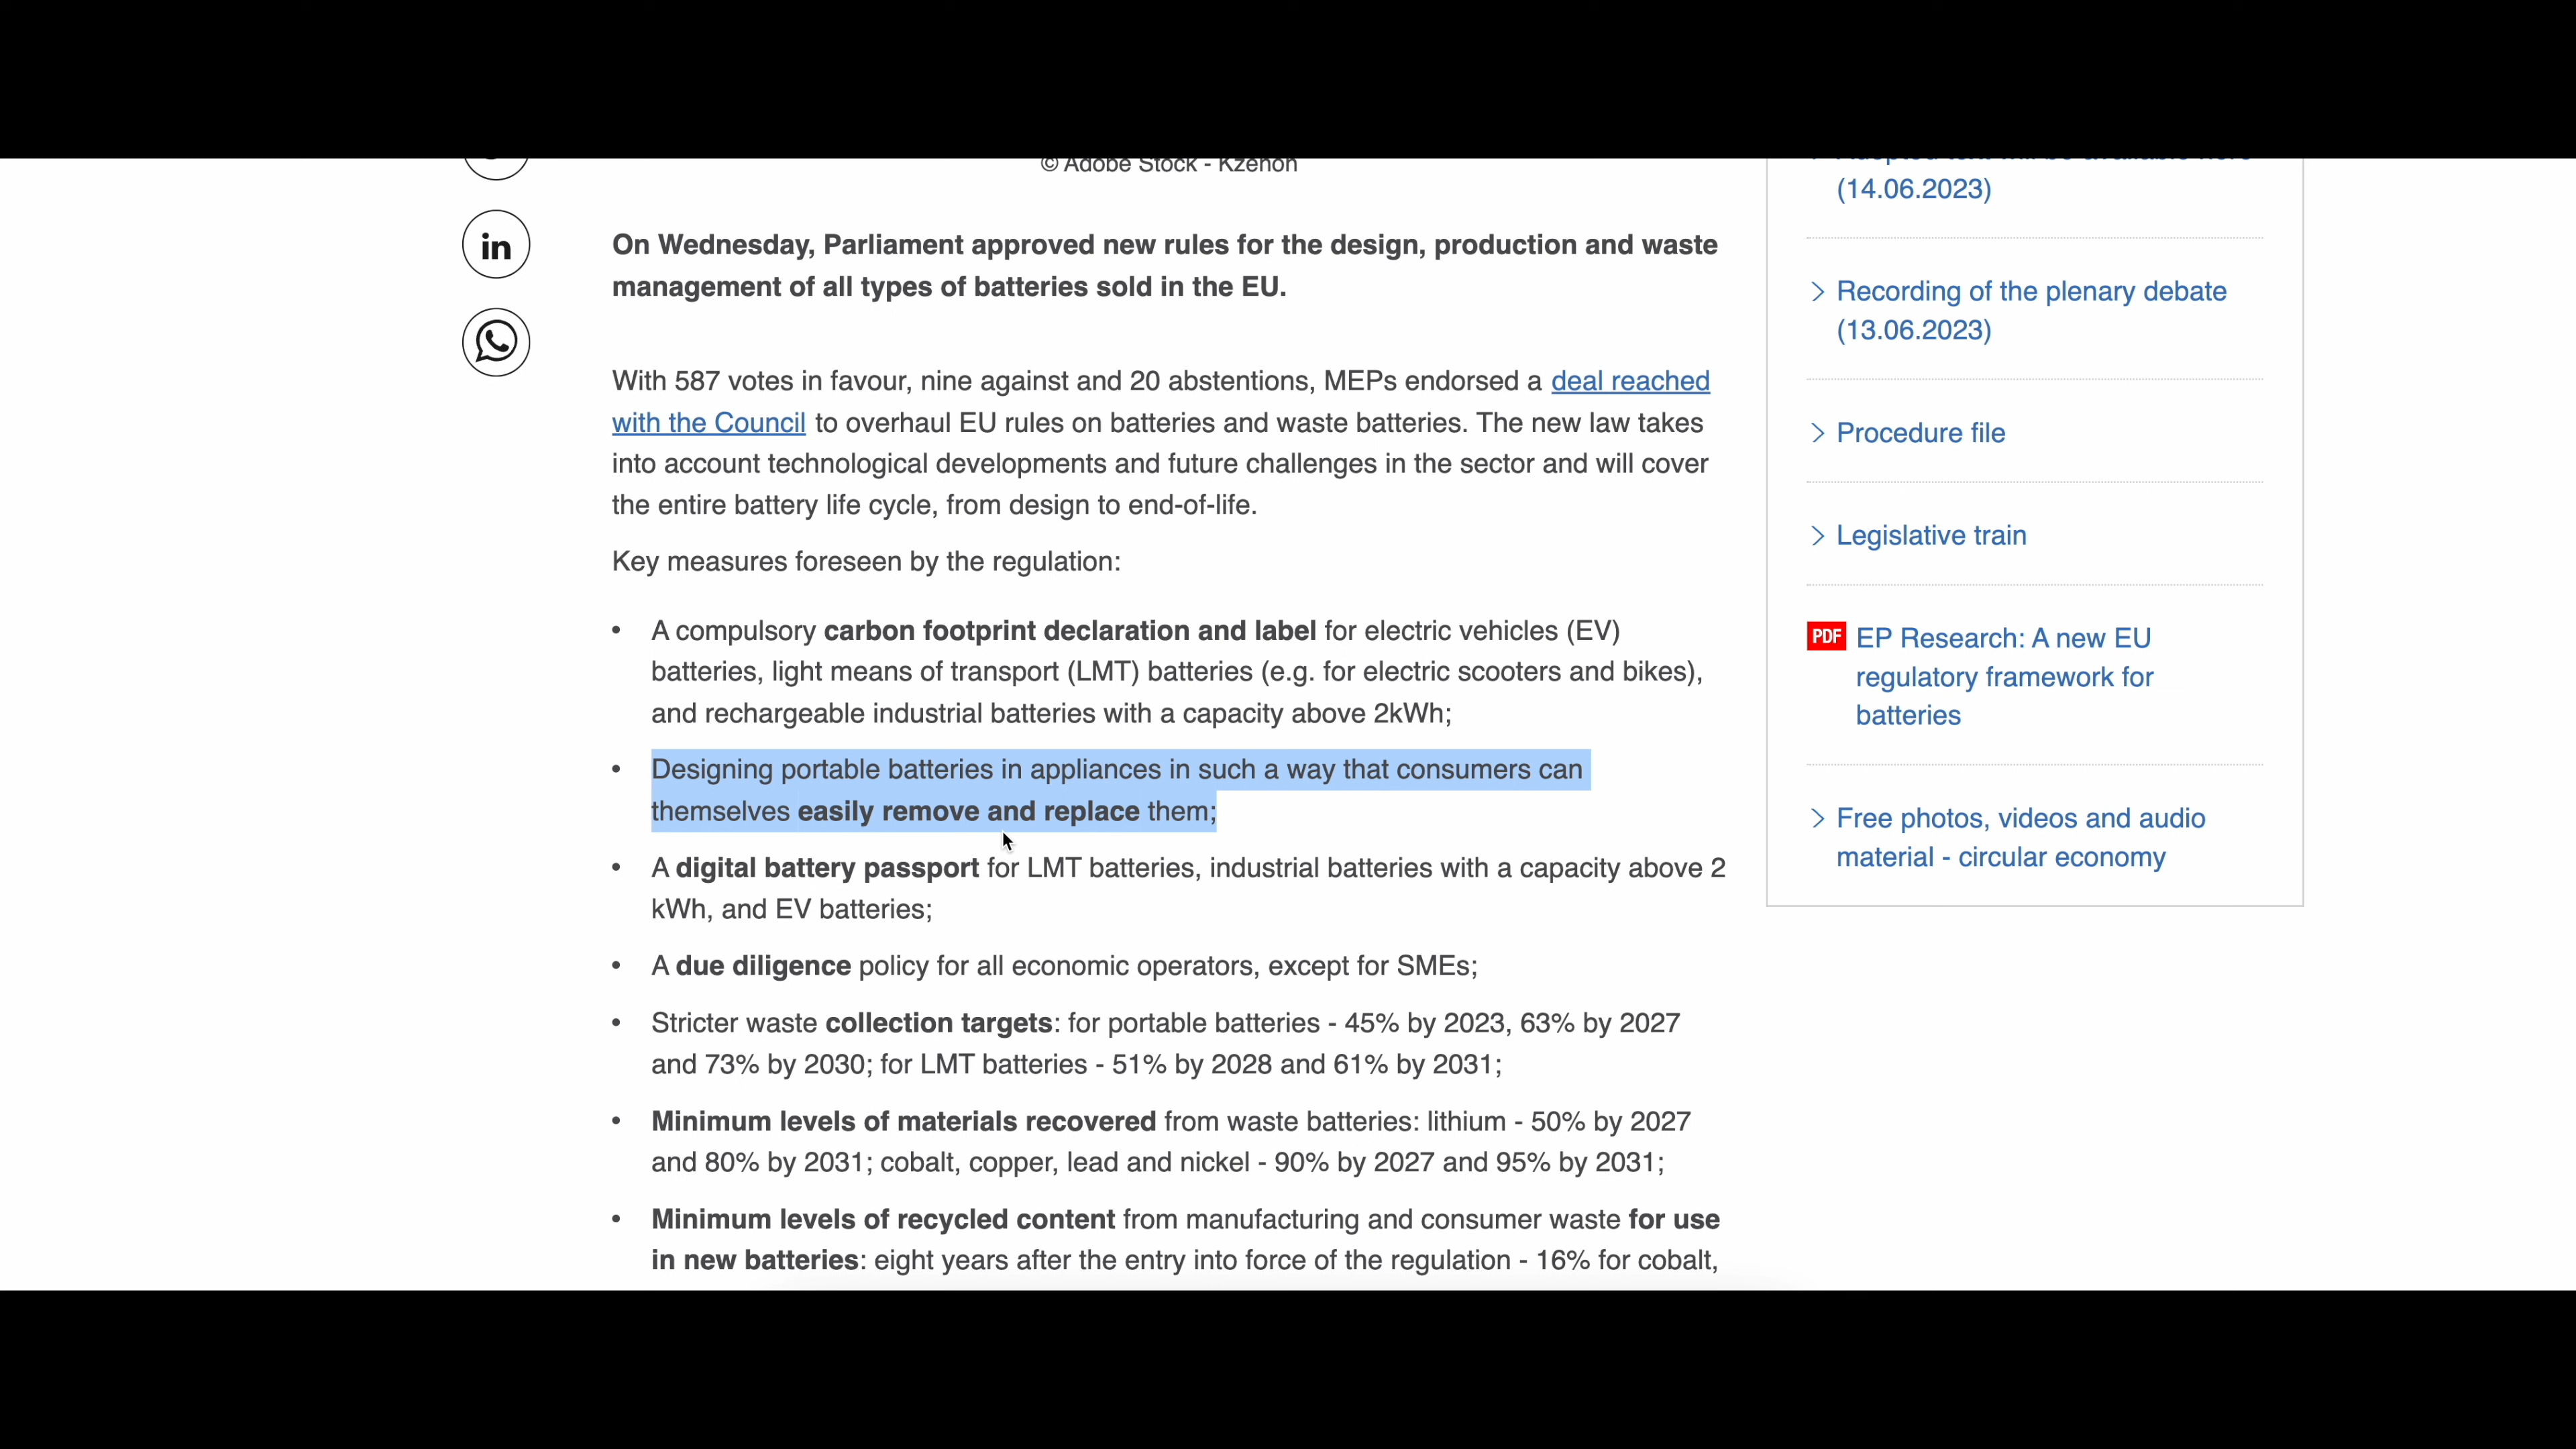 © Adobe Stock - Kzenon
in
On Wednesday, Parliament approved new rules for the design, production and waste
management of all types of batteries sold in the EU.
With 587 votes in favour, nine against and 20 abstentions, MEPs endorsed a deal reached
with the Council to overhaul EU rules on batteries and waste batteries. The new law takes
into account technological developments and future challenges in the sector and will cover
the entire battery life cycle, from design to end-of-life.
Key measures foreseen by the regulation:
• A compulsory carbon footprint declaration and label for electric vehicles (EV)
batteries, light means of transport (LMT) batteries (e.g. for electric scooters and bikes),
and rechargeable industrial batteries with a capacity above 2kWh;
• Designing portable batteries in appliances in such a way that consumers can
themselves easily remove and replace them;
• A digital battery passport for LMT batteries, industrial batteries with a capacity above 2
kWh, and EV batteries;
• A due diligence policy for all economic operators, except for SMEs;
• Stricter waste collection targets: for portable batteries - 45% by 2023, 63% by 2027
and 73% by 2030; for LMT batteries - 51% by 2028 and 61% by 2031;
• Minimum levels of materials recovered from waste batteries: lithium - 50% by 2027
and 80% by 2031; cobalt, copper, lead and nickel - 90% by 2027 and 95% by 2031;
• Minimum levels of recycled content from manufacturing and consumer waste for use
in new batteries: eight years after the entry into force of the regulation - 16% for cobalt,
(14.06.2023)
> Recording of the plenary debate
(13.06.2023)
> Procedure file
> Legislative train
PDF EP Research: A new EU
regulatory framework for
batteries
> Free photos, videos and audio
material - circular economy